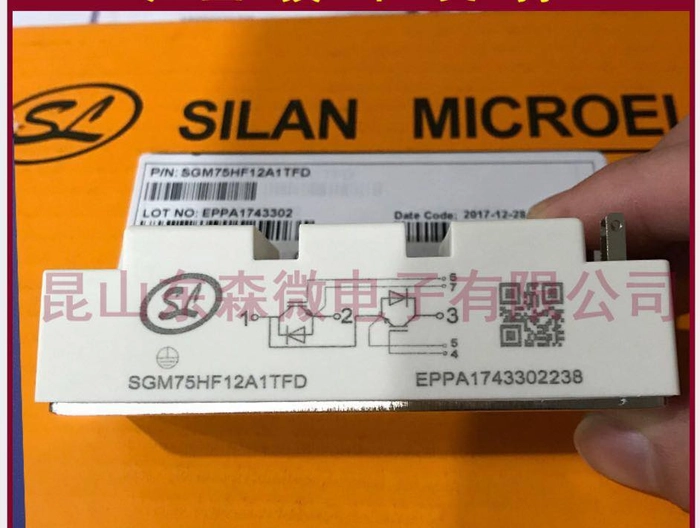 SL SILAN MICROEL
P/N: SGM75HF12A1TFD
LOT NO: EPPA1743302 Date Code: 2017-12-28
昆山东森微电子有限公司
SL
6
7
1 2 3
5
4
SGM75HF12A1TFD EPPA1743302238